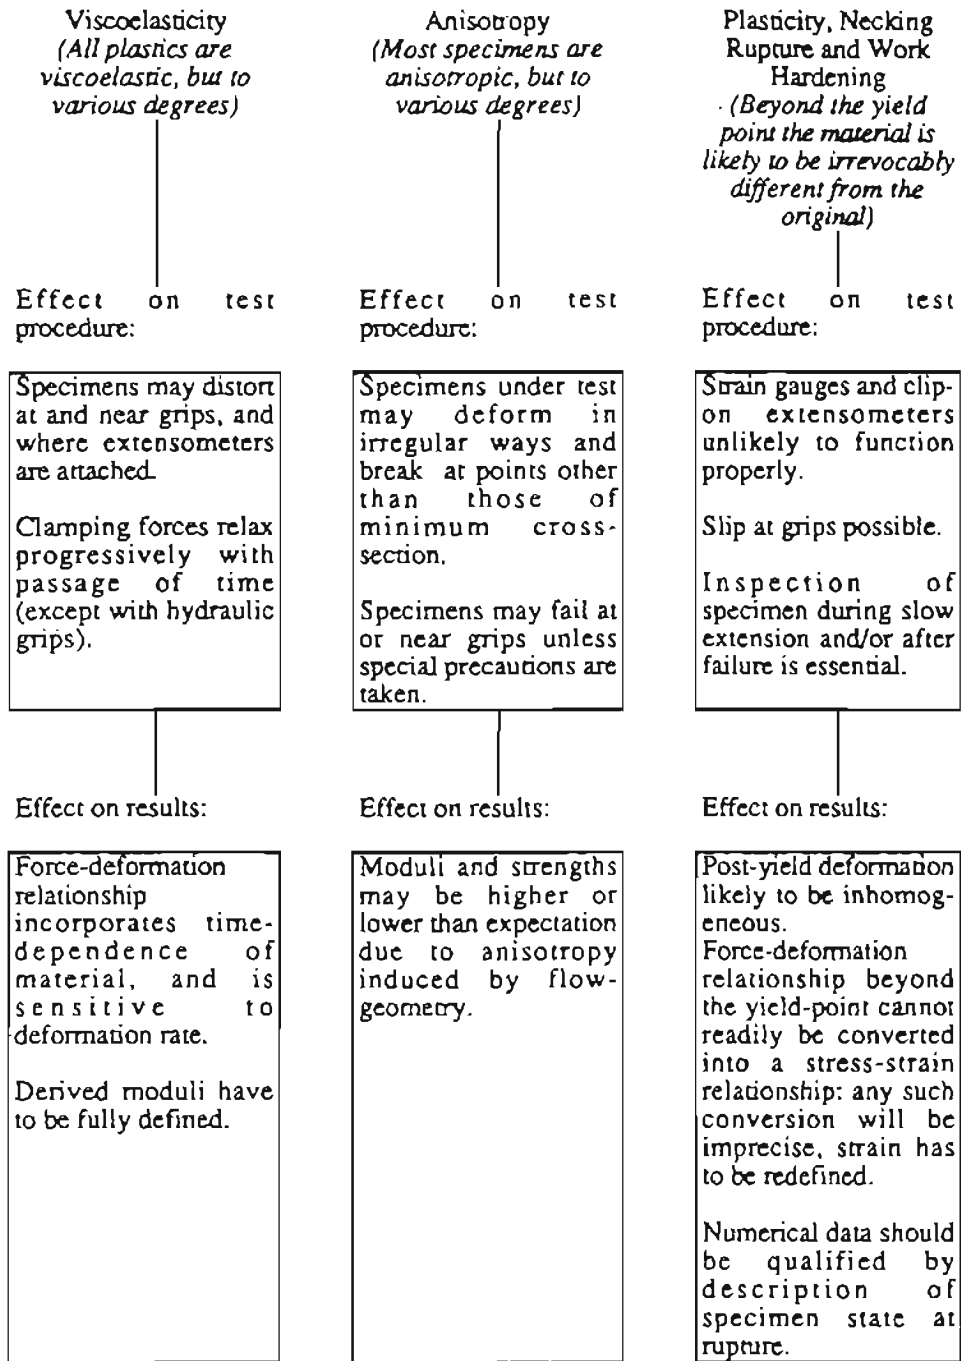 Viscoelasticity
(All plastics are
viscoelastic, but to
various degrees)
Effect on test
procedure:
Specimens may distort
at and near grips, and
where extensometers
are attached.
Clamping forces relax
progressively with
passage of time
(except with hydraulic
grips).
Effect on results:
Force-deformation
relationship
incorporates time-
dependence of
material, and is
sensitive to
deformation rate.
Derived moduli have
to be fully defined.
Anisotropy
(Most specimens are
anisotropic, but to
various degrees)
Effect on test
procedure:
Specimens under test
may deform in
irregular ways and
break at points other
than those of
minimum cross-
section.
Specimens may fail at
or near grips unless
special precautions are
taken.
Effect on results:
Moduli and strengths
may be higher or
lower than expectation
due to anisotropy
induced by flow-
geometry.
Plasticity, Necking
Rupture and Work
Hardening
(Beyond the yield
point the material is
likely to be irrevocably
different from the
original)
Effect on test
procedure:
Strain gauges and clip-
on extensometers
unlikely to function
properly.
Slip at grips possible.
Inspection of
specimen during slow
extension and/or after
failure is essential.
Effect on results:
Post-yield deformation
likely to be inhomog-
eneous.
Force-deformation
relationship beyond
the yield-point cannot
readily be converted
into a stress-strain
relationship: any such
conversion will be
imprecise, strain has
to be redefined.
Numerical data should
be qualified by
description of
specimen state at
rupture.